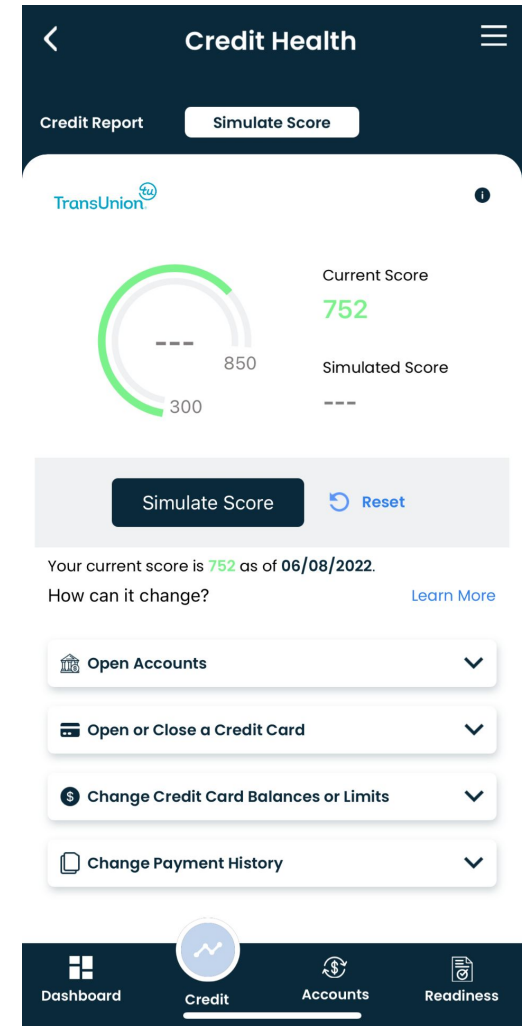 Credit Health
Credit Report Simulate Score
TransUnion tu
i
Current Score
752
---
850
Simulated Score
300
---
Simulate Score Reset
Your current score is 752 as of 06/08/2022.
How can it change? Learn More
Open Accounts
Open or Close a Credit Card
$ Change Credit Card Balances or Limits
Change Payment History
Dashboard Credit Accounts Readiness